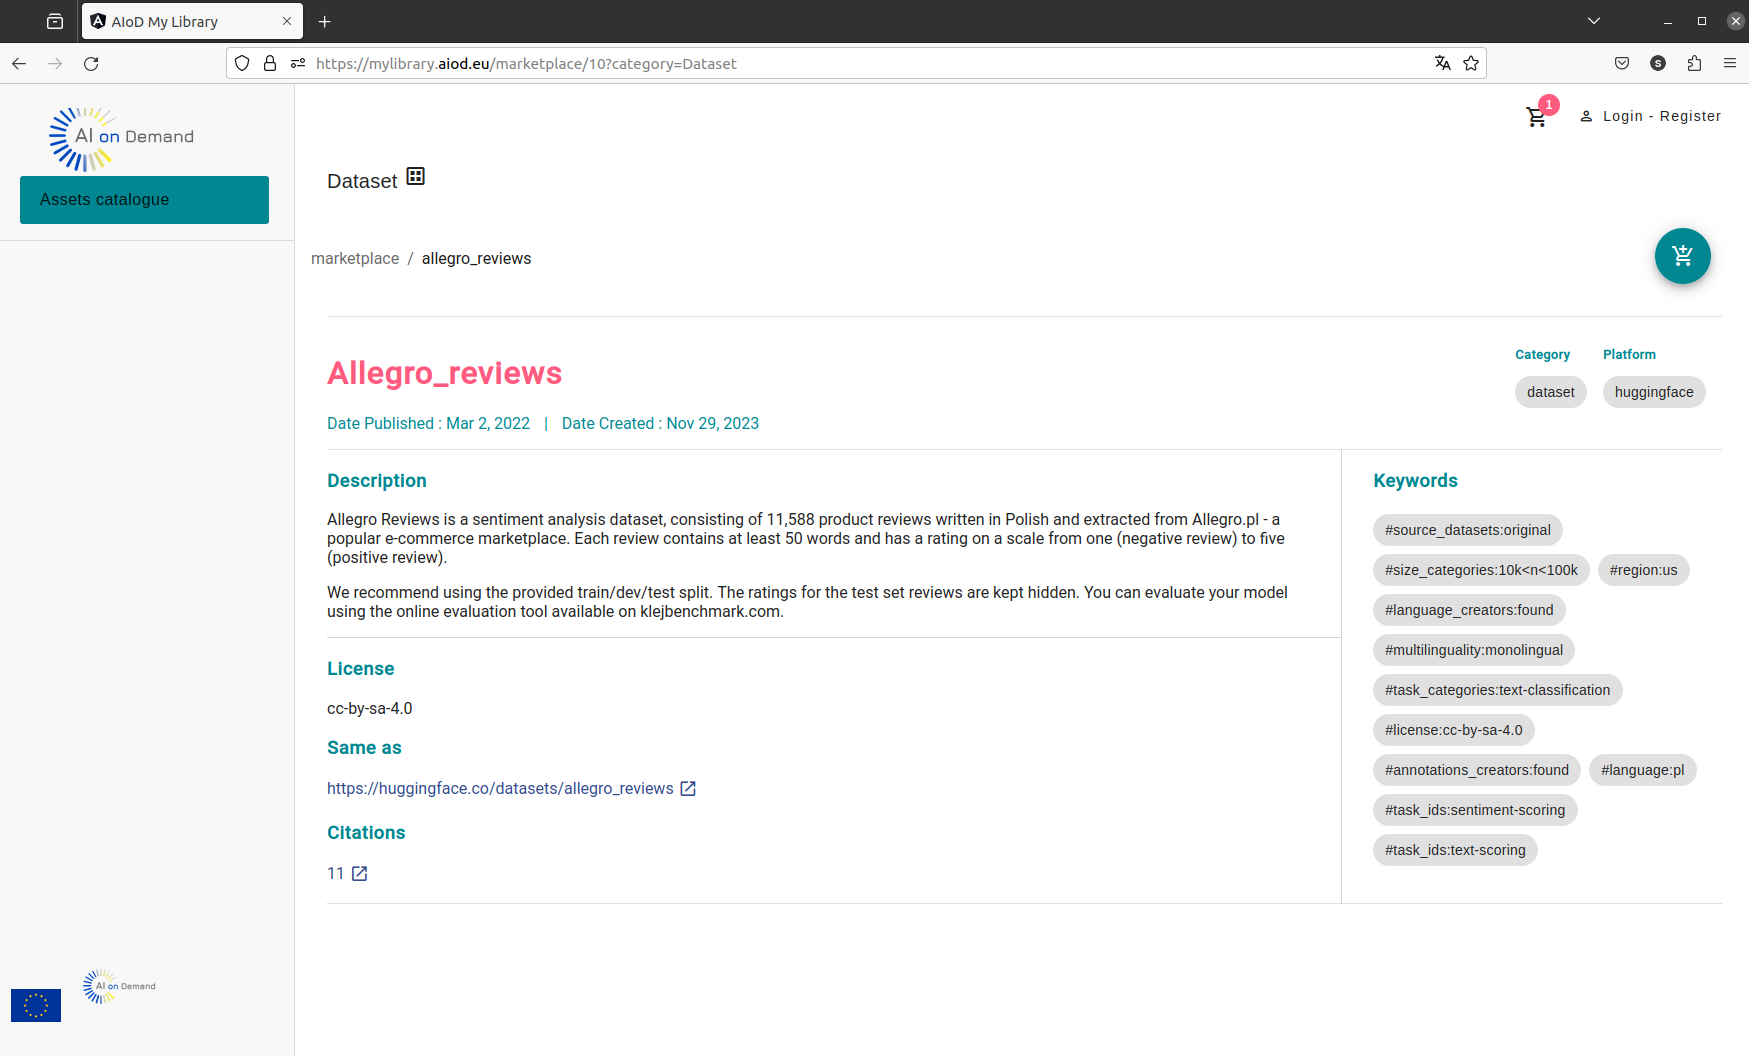 AIoD My Library
https://mylibrary.aiod.eu/marketplace/10?category=Dataset
S
AI on Demand
Assets catalogue
1
Login - Register
Dataset
marketplace / allegro_reviews
Allegro_reviews
Category Platform
dataset huggingface
Date Published : Mar 2, 2022 | Date Created : Nov 29, 2023
Description
Allegro Reviews is a sentiment analysis dataset, consisting of 11,588 product reviews written in Polish and extracted from Allegro.pl - a
popular e-commerce marketplace. Each review contains at least 50 words and has a rating on a scale from one (negative review) to five
(positive review).
We recommend using the provided train/dev/test split. The ratings for the test set reviews are kept hidden. You can evaluate your model
using the online evaluation tool available on klejbenchmark.com.
License
cc-by-sa-4.0
Same as
https://huggingface.co/datasets/allegro_reviews
Citations
11
Keywords
#source_datasets:original
#size_categories:10k<n<100k #region:us
#language_creators:found
#multilinguality:monolingual
#task_categories:text-classification
#license:cc-by-sa-4.0
#annotations_creators:found #language:pl
#task_ids:sentiment-scoring
#task_ids:text-scoring
AI on Demand